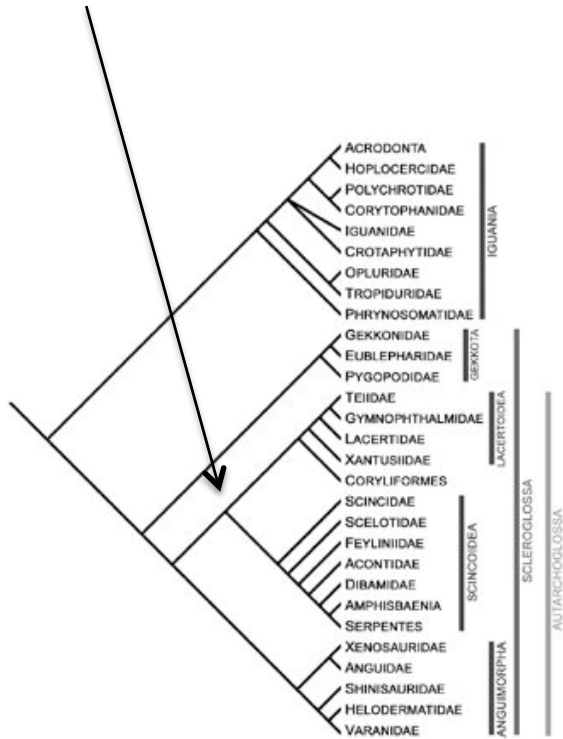 ACRODONTA
HOPLOCERCIDAE
POLYCHROTIDAE
CORYTOPHANIDAE
IGUANIDAE
CROTAPHYTIDAE
OPLURIDAE
TROPIDURIDAE
PHRYNOSOMATIDAE
IGUANIA
GEKKONIDAE
EUBLEPHARIDAE
PYGOPODIDAE
GEKKOTA
TEIIDAE
GYMNOPHTHALMIDAE
LACERTIDAE
XANTUSIIDAE
LACERTOIDEA
CORYLIFORMES
SCINCIDAE
SCELOTIDAE
FEYLINIIDAE
ACONTIDAE
DIBAMIDAE
AMPHISBAENIA
SERPENTES
SCINCOIDEA
XENOSAURIDAE
ANGUIDAE
SHINISAURIDAE
HELODERMATIDAE
VARANIDAE
ANGUIMORPHA
SCLEROGLOSSA
AUTARCHOGLOSSA